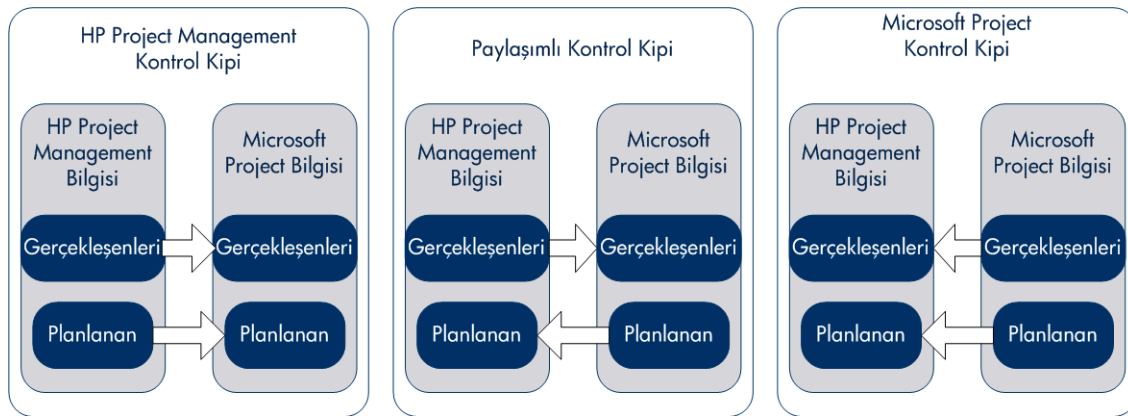 HP Project Management
Kontrol Kipi
HP Project
Management
Bilgisi
Microsoft
Project Bilgisi
Gerçekleşenleri
Gerçekleşenleri
Planlanan
Planlanan
Paylaşımlı Kontrol Kipi
HP Project
Management
Bilgisi
Microsoft
Project Bilgisi
Gerçekleşenleri
Gerçekleşenleri
Planlanan
Planlanan
Microsoft Project
Kontrol Kipi
HP Project
Management
Bilgisi
Microsoft
Project Bilgisi
Gerçekleşenleri
Gerçekleşenleri
Planlanan
Planlanan